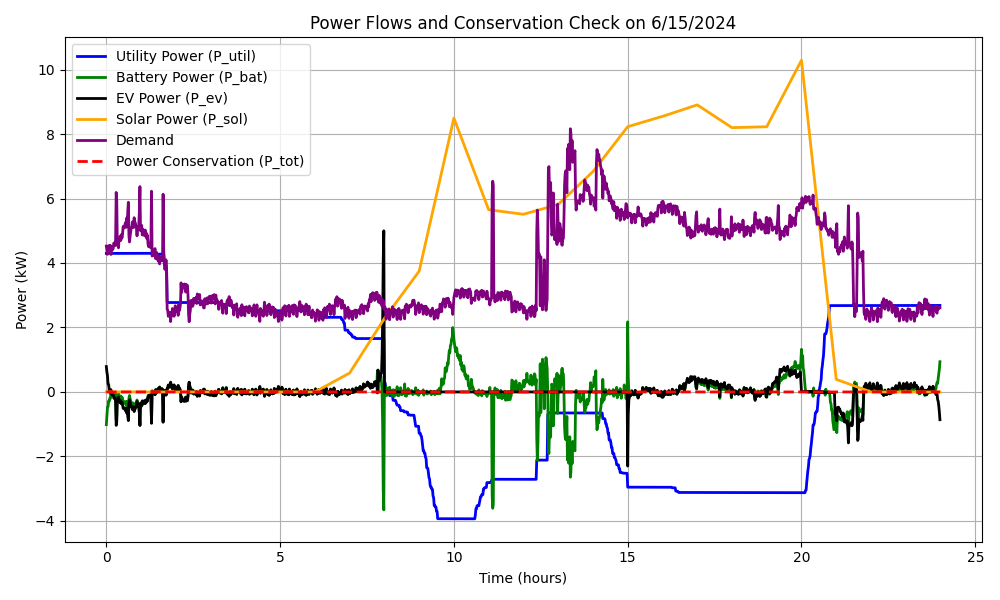 Power Flows and Conservation Check on 6/15/2024
Utility Power (P_util)
Battery Power (P_bat)
EV Power (P_ev)
Solar Power (P_sol)
Demand
Power Conservation (P_tot)
Power (kW)
10
8
6
4
2
0
−2
−4
0 5 10 15 20 25
Time (hours)